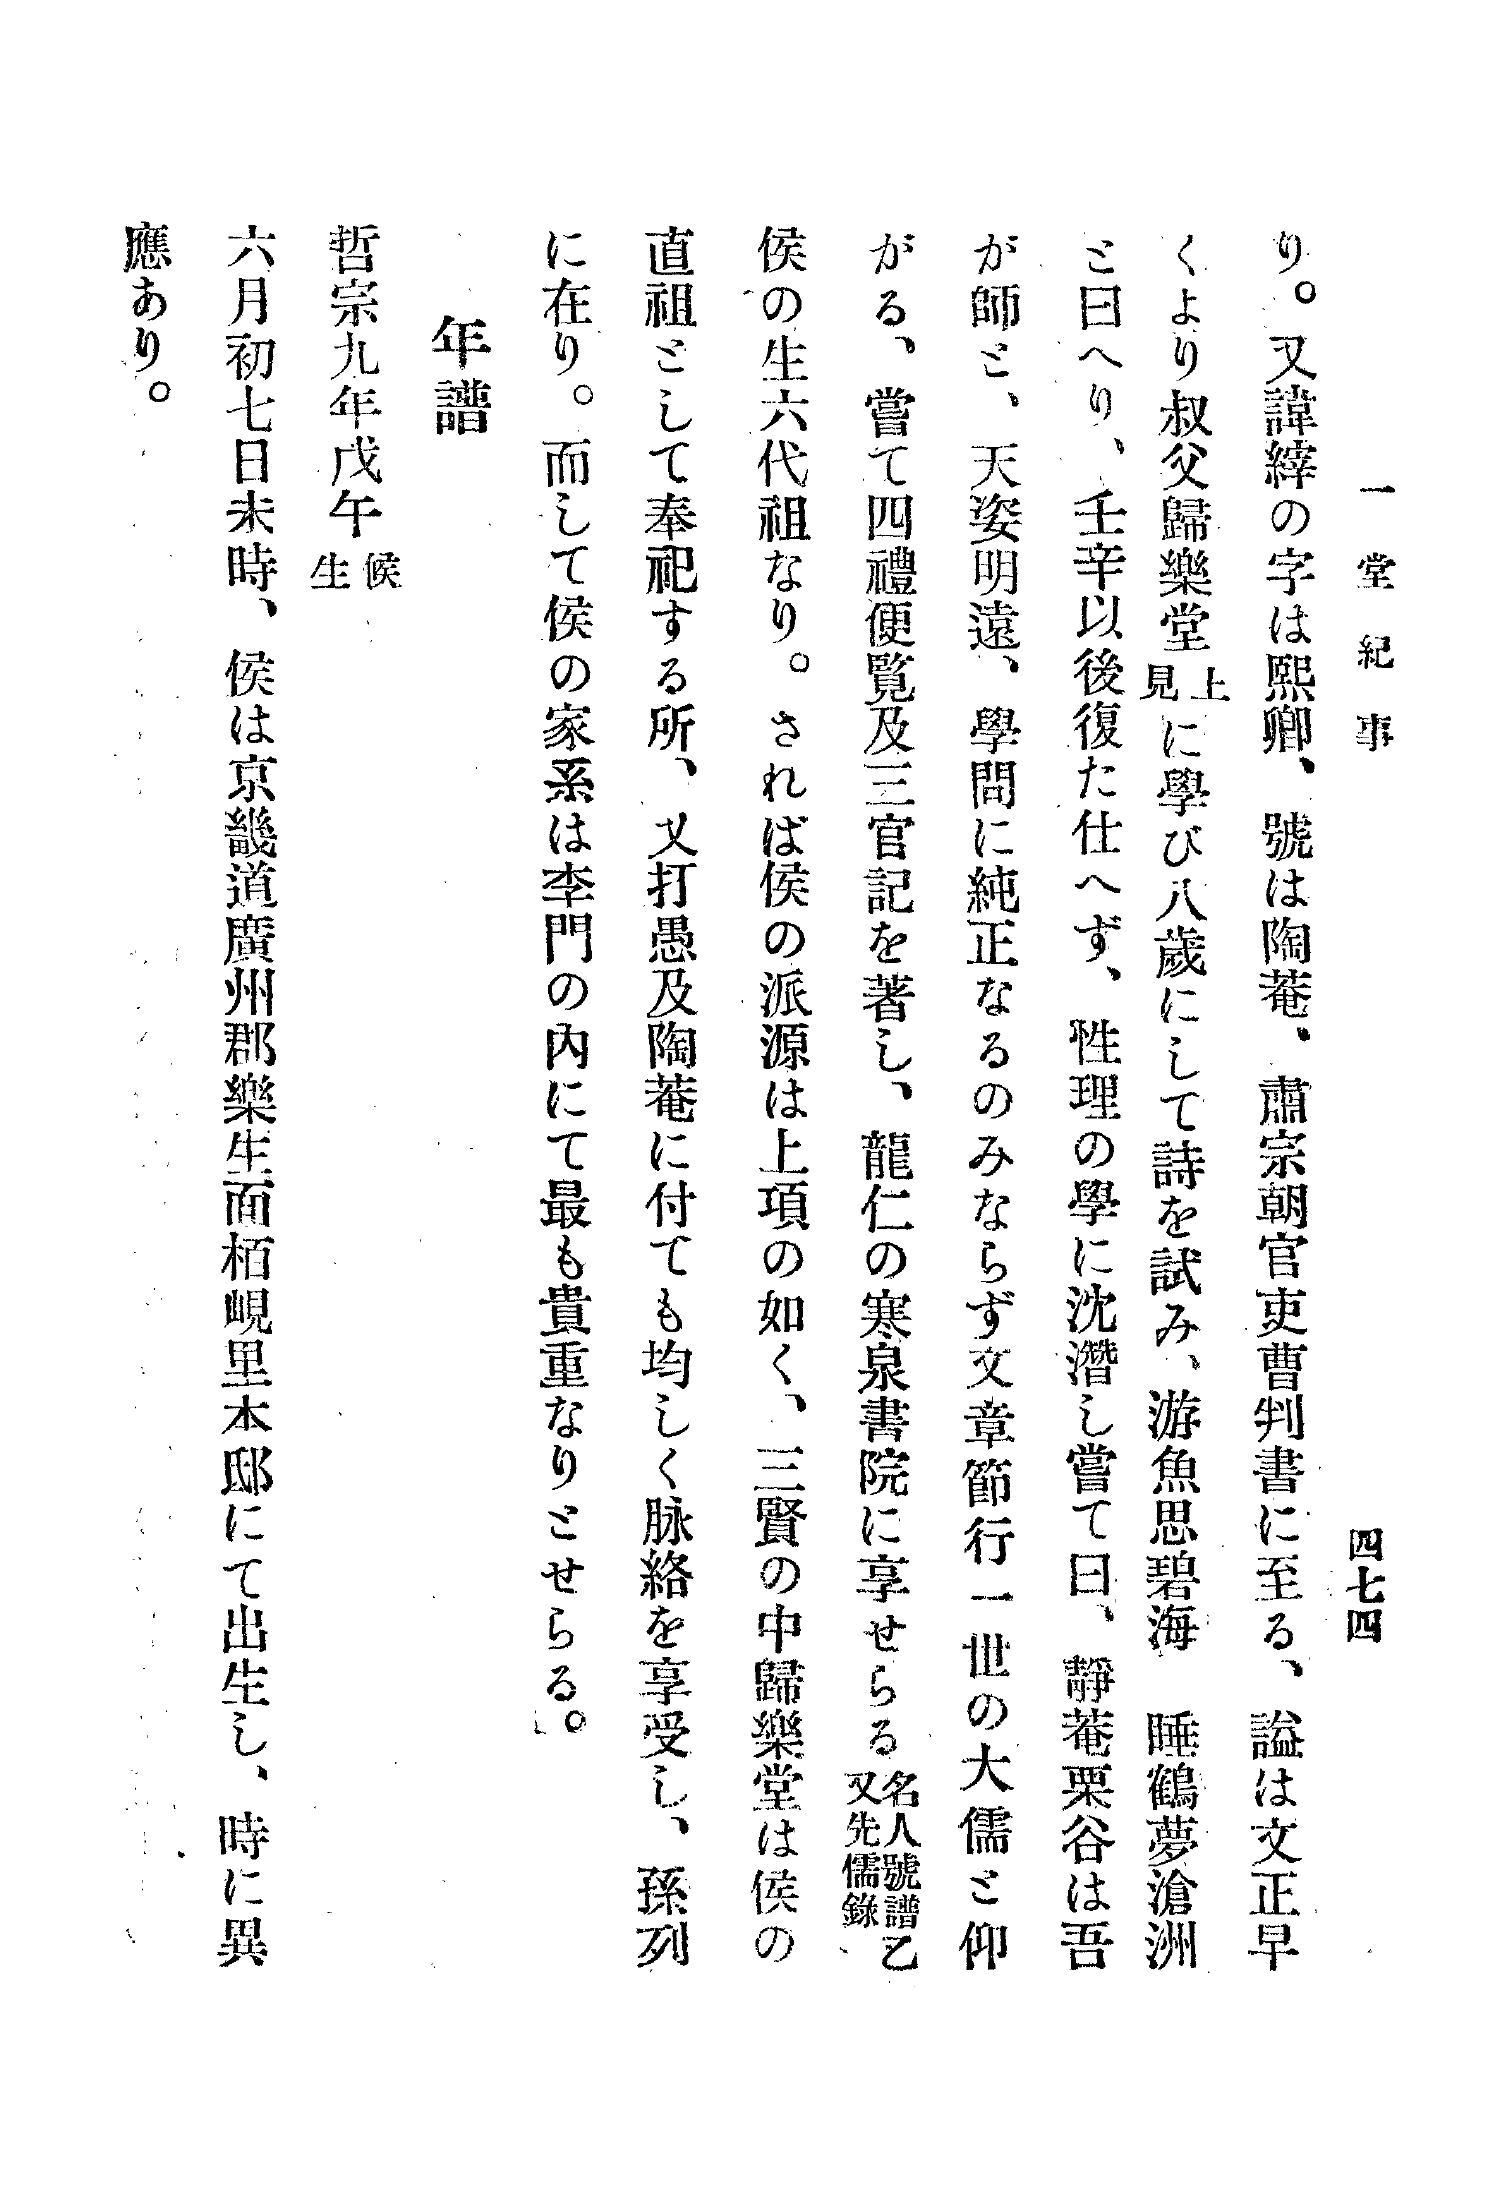 一堂紀事
四七四
り。又諱縡の字は熙卿、號は陶菴、肅宗朝官吏曹判書に至る、謚は文正早
くより叔父歸樂堂上見に學び八歲にして詩を試み、游魚思碧海　睡鶴夢滄洲
と曰へり、壬辛以後復た仕へず、性理の學に沈潛し嘗て曰、靜菴栗谷は吾
が師と、天姿明遠、學問に純正なるのみならず文章節行一世の大儒と仰
がる、嘗て四禮便覽及三官記を著し、龍仁の寒泉書院に享せらる名人號譜又先儒錄乙
侯の生六代祖なり。されば侯の派源は上項の如く、三賢の中歸樂堂は侯の
直祖として奉祀する所、又打愚及陶菴に付ても均しく脉絡を享受し、孫列
に在り。而して侯の家系は李門の內にて最も貴重なりとせらる。
年譜
哲宗九年戊午侯生
六月初七日未時、侯は京畿道廣州郡樂生面栢峴里本邸にて出生し、時に異
應あり。